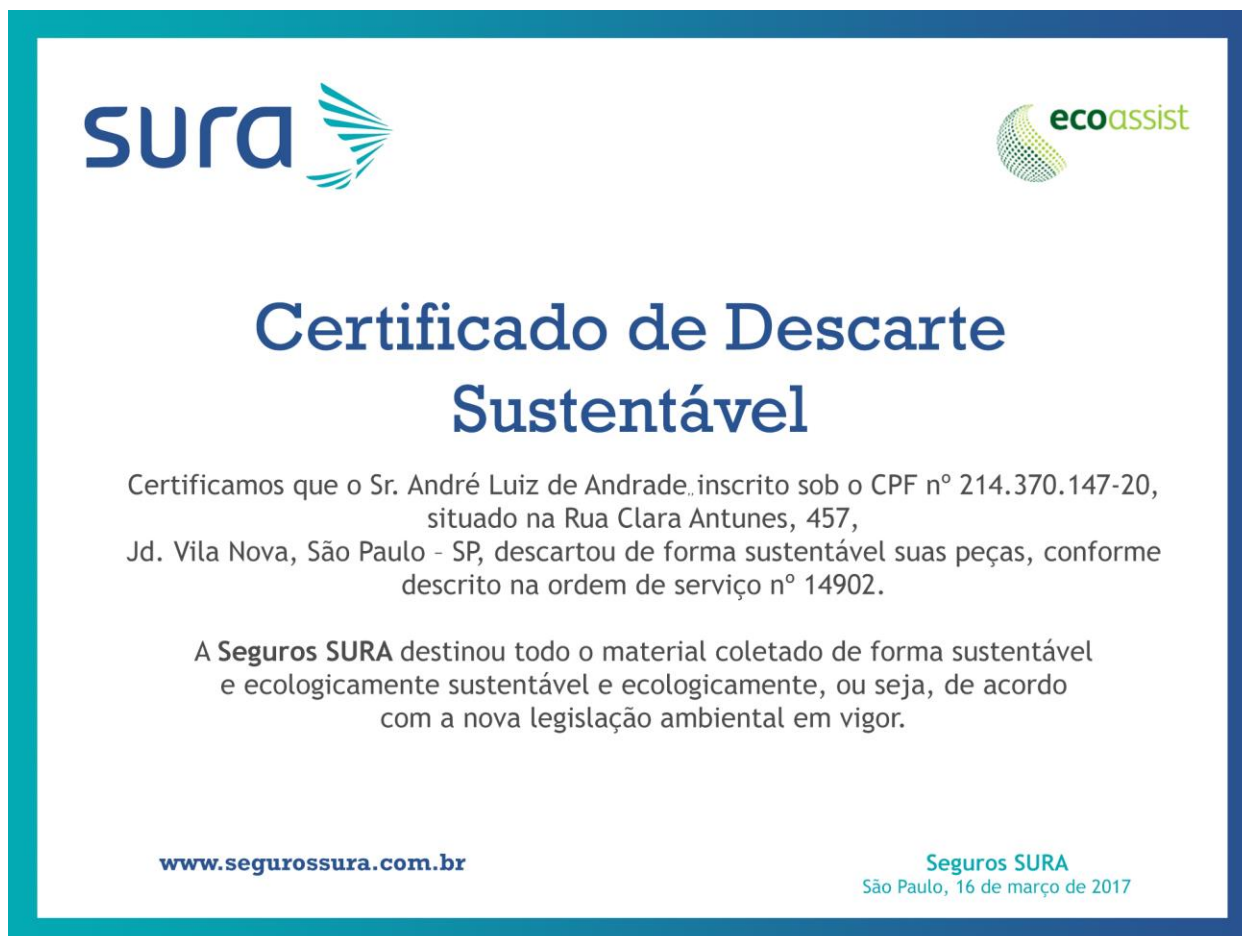 sura
ecoassist
Certificado de Descarte
Sustentável
Certificamos que o Sr. André Luiz de Andrade,, inscrito sob o CPF nº 214.370.147-20,
situado na Rua Clara Antunes, 457,
Jd. Vila Nova, São Paulo – SP, descartou de forma sustentável suas peças, conforme
descrito na ordem de serviço nº 14902.
A Seguros SURA destinou todo o material coletado de forma sustentável
e ecologicamente sustentável e ecologicamente, ou seja, de acordo
com a nova legislação ambiental em vigor.
www.segurossura.com.br
Seguros SURA
São Paulo, 16 de março de 2017